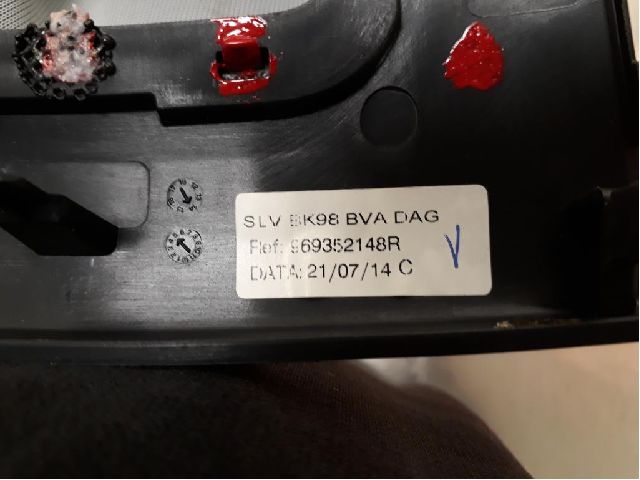 SLV BK98 BVA DAG
Ref: 969352148R
DATA: 21/07/14 C
V